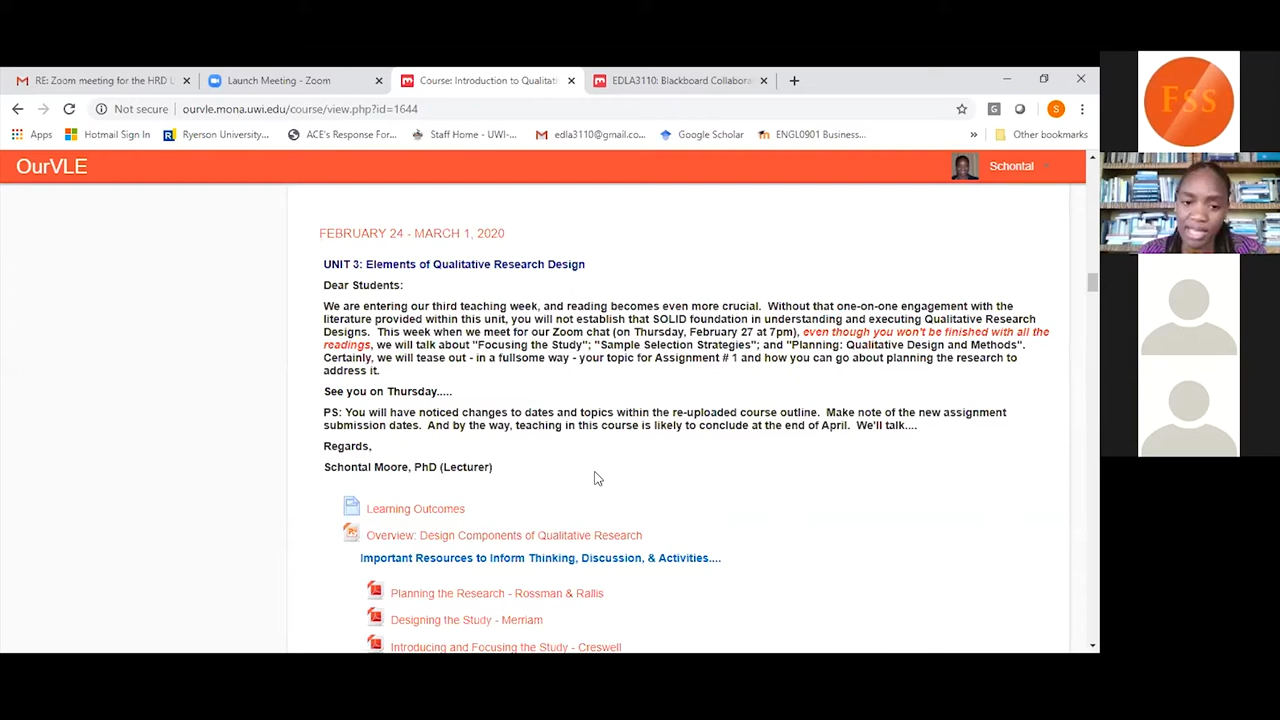 RE: Zoom meeting for the HRD U
Launch Meeting - Zoom
Course: Introduction to Qualitati
EDLA3110: Blackboard Collabora
Not secure
ourvle.mona.uwi.edu/course/view.php?id=1644
S
Apps
Hotmail Sign In
Ryerson University...
ACE's Response For...
Staff Home - UWI-...
edla3110@gmail.co...
Google Scholar
ENGL0901 Business...
»
Other bookmarks
OurVLE
Schontal
FSS
FEBRUARY 24 - MARCH 1, 2020
UNIT 3: Elements of Qualitative Research Design
Dear Students:
We are entering our third teaching week, and reading becomes even more crucial. Without that one-on-one engagement with the
literature provided within this unit, you will not establish that SOLID foundation in understanding and executing Qualitative Research
Designs. This week when we meet for our Zoom chat (on Thursday, February 27 at 7pm), even though you won't be finished with all the
readings, we will talk about "Focusing the Study"; "Sample Selection Strategies"; and "Planning: Qualitative Design and Methods".
Certainly, we will tease out - in a fullsome way - your topic for Assignment # 1 and how you can go about planning the research to
address it.
See you on Thursday.....
PS: You will have noticed changes to dates and topics within the re-uploaded course outline. Make note of the new assignment
submission dates. And by the way, teaching in this course is likely to conclude at the end of April. We'll talk....
Regards,
Schontal Moore, PhD (Lecturer)
Learning Outcomes
Overview: Design Components of Qualitative Research
Important Resources to Inform Thinking, Discussion, & Activities....
Planning the Research - Rossman & Rallis
Designing the Study - Merriam
Introducing and Focusing the Study - Creswell